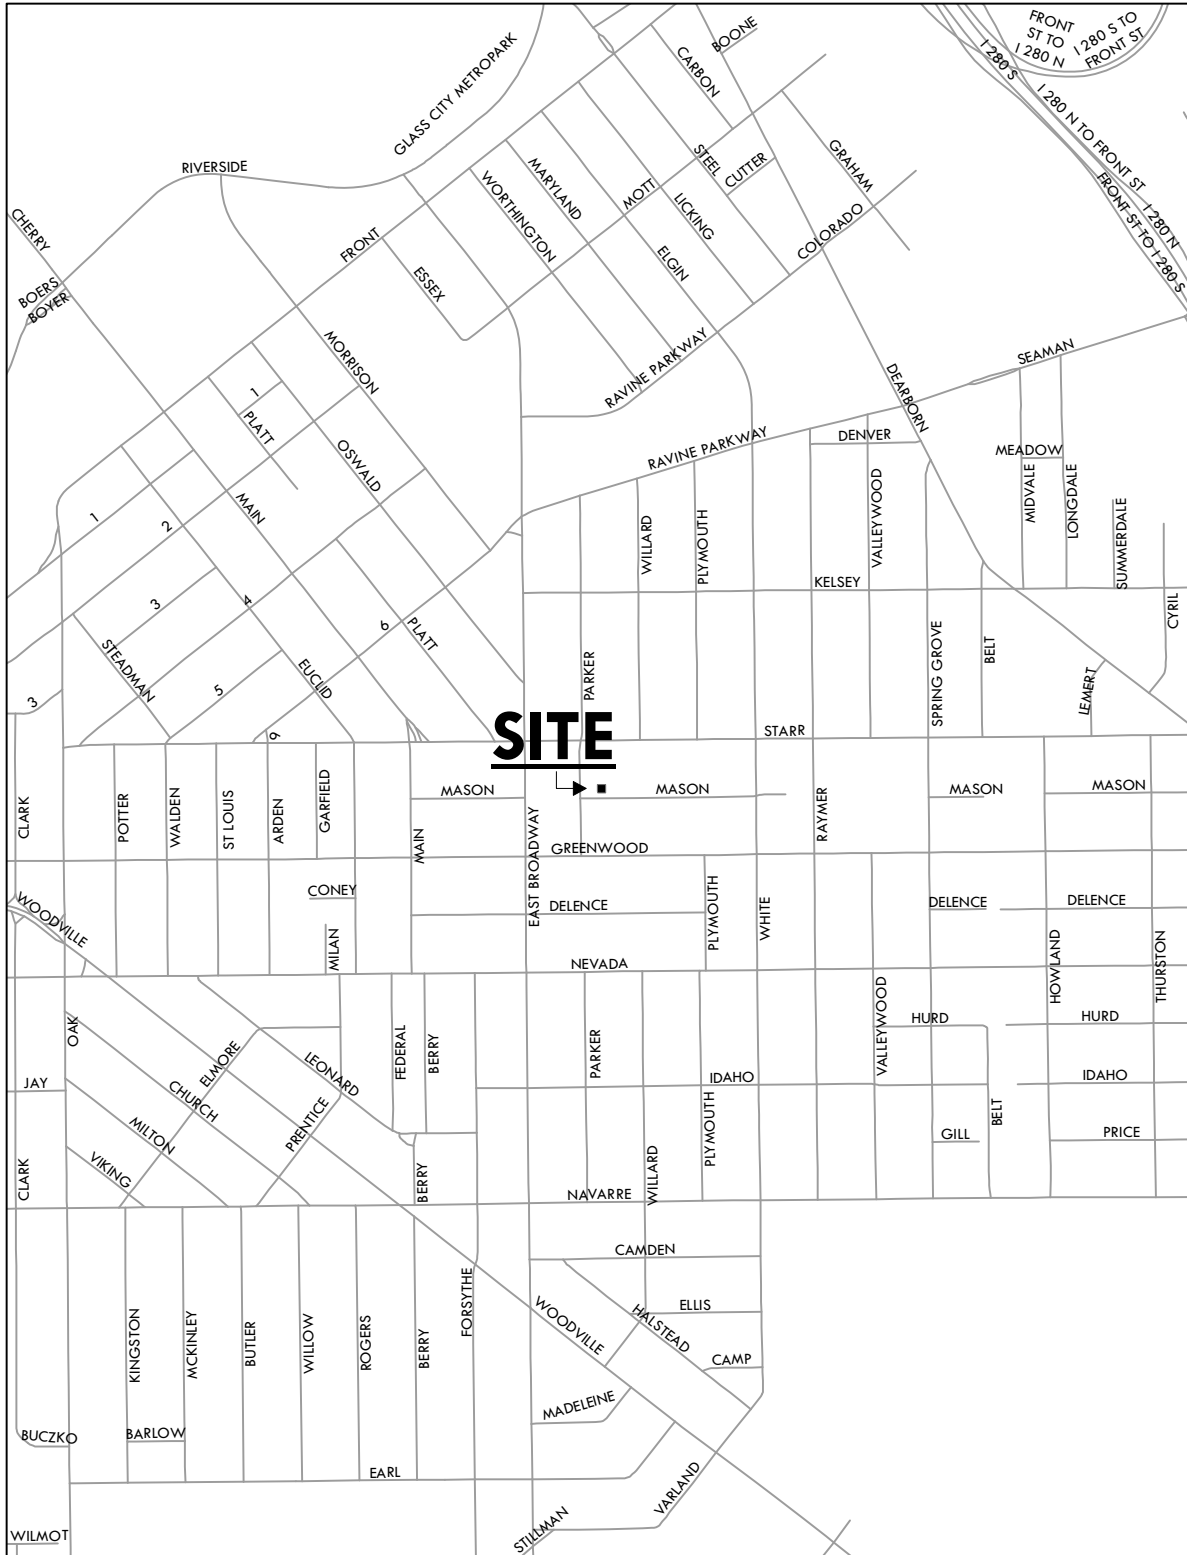 FRONT
ST TO
I 280 N
I 280 S TO
FRONT ST
BOONE
I 280 S
GLASS CITY METROPARK
CARBON
I 280 N TO FRONT ST
RIVERSIDE
STEEL
CUTTER
GRAHAM
MARYLAND
WORTHINGTON
MOTT
LICKING
FRONT ST TO I 280 S
I 280 N
CHERRY
FRONT
COLORADO
ELGIN
ESSEX
BOERS
BOYER
MORRISON
RAVINE PARKWAY
SEAMAN
DEARBORN
1
PLATT
OSWALD
RAVINE PARKWAY
DENVER
MEADOW
MIDVALE
LONGDALE
SUMMERDALE
VALLEYWOOD
WILLARD
PLYMOUTH
MAIN
1
2
KELSEY
3
4
6
PLATT
CYRIL
BELT
SPRING GROVE
STEADMAN
EUCLID
5
PARKER
LEMERT
3
SITE
STARR
6
MASON
MASON
MASON
MASON
CLARK
POTTER
WALDEN
ST LOUIS
ARDEN
GARFIELD
MAIN
RAYMER
EAST BROADWAY
GREENWOOD
CONEY
DELENCE
DELENCE
DELENCE
WOODVILLE
MILAN
PLYMOUTH
WHITE
NEVADA
HOWLAND
THURSTON
VALLEYWOOD
OAK
HURD
HURD
ELMORE
LEONARD
FEDERAL
BERRY
PARKER
JAY
IDAHO
IDAHO
CHURCH
PRENTICE
PLYMOUTH
BELT
MILTON
GILL
PRICE
VIKING
CLARK
BERRY
NAVARRE
WILLARD
CAMDEN
FORSYTHE
ELLIS
WOODVILLE
HALSTEAD
KINGSTON
MCKINLEY
BUTLER
WILLOW
ROGERS
BERRY
CAMP
MADELEINE
BUCZKO
BARLOW
EARL
VARLAND
STILLMAN
WILMOT